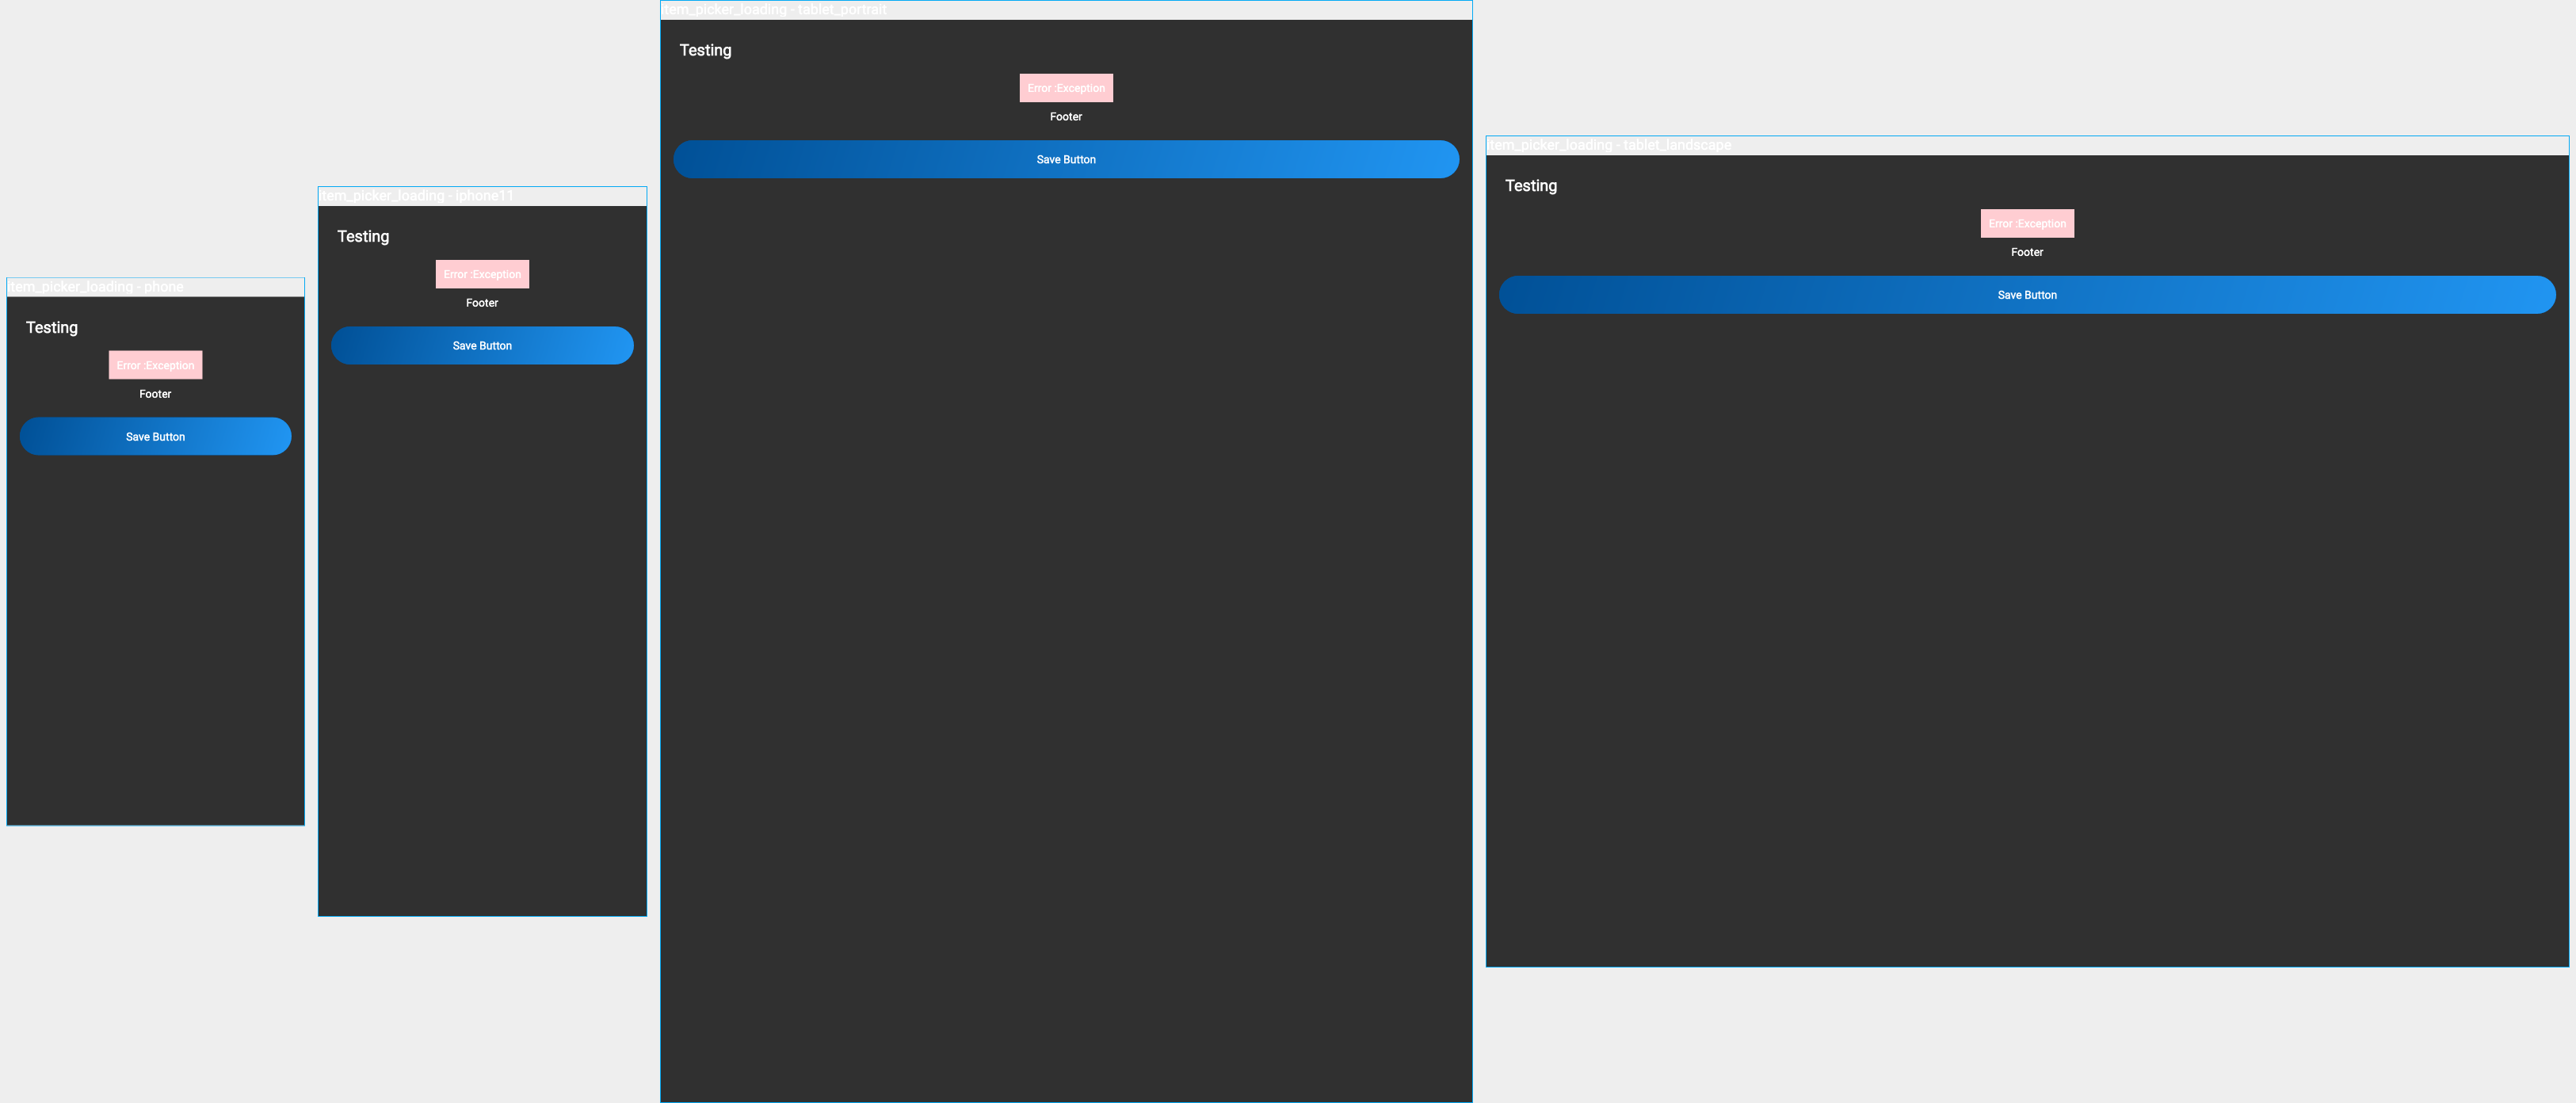 item_picker_loading - phone
Testing
Error :Exception
Footer
Save Button
item_picker_loading - iphone11
Testing
Error :Exception
Footer
Save Button
item_picker_loading - tablet_portrait
Testing
Error :Exception
Footer
Save Button
item_picker_loading - tablet_landscape
Testing
Error :Exception
Footer
Save Button